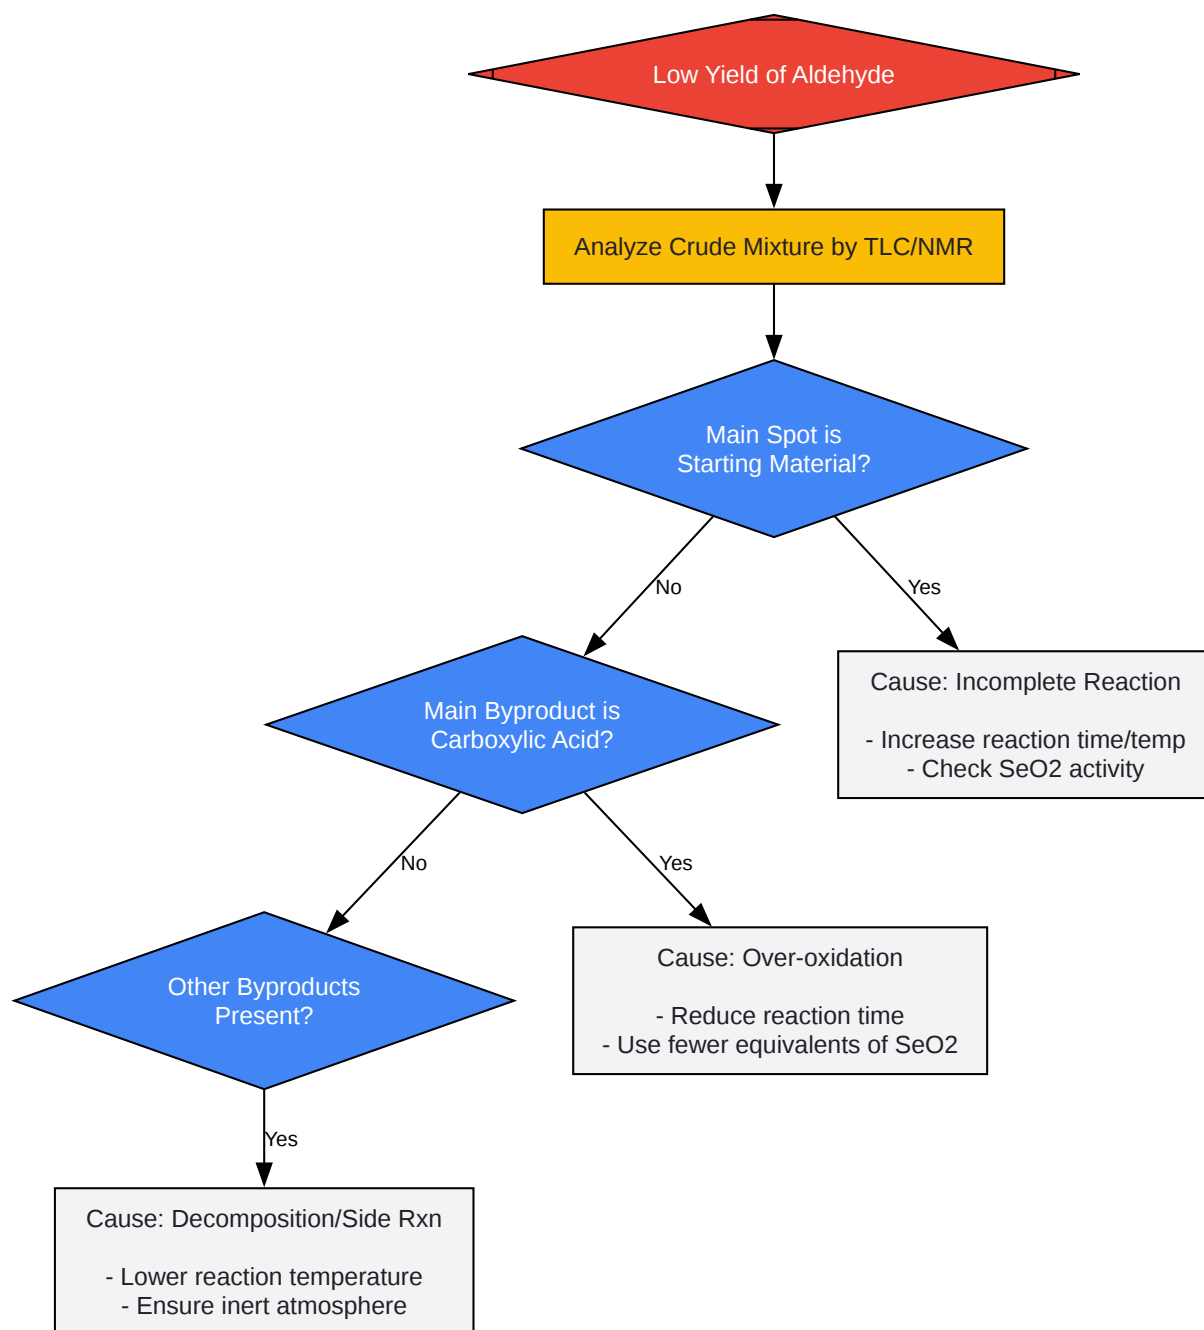 Low Yield of Aldehyde
Analyze Crude Mixture by TLC/NMR
Main Spot is
Starting Material?
No
Yes
Main Byproduct is
Carboxylic Acid?
Cause: Incomplete Reaction
- Increase reaction time/temp
- Check SeO2 activity
No
Yes
Other Byproducts
Present?
Cause: Over-oxidation
- Reduce reaction time
- Use fewer equivalents of SeO2
Yes
Cause: Decomposition/Side Rxn
- Lower reaction temperature
- Ensure inert atmosphere